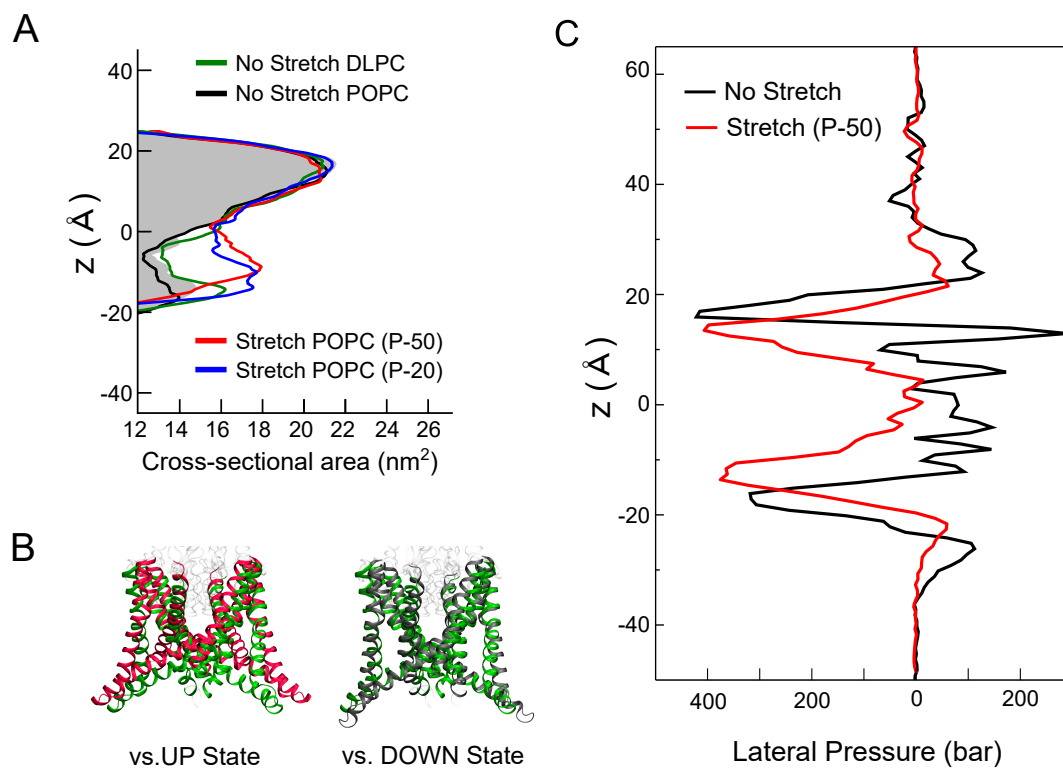 A
No Stretch DLPC
No Stretch POPC
40
20
0
-20
-40
z (Å)
Stretch POPC (P-50)
Stretch POPC (P-20)
12 14 16 18 20 22 24 26
Cross-sectional area (nm²)
B
vs.UP State
vs. DOWN State
C
No Stretch
Stretch (P-50)
60
40
20
0
-20
-40
z (Å)
400 200 0 200
Lateral Pressure (bar)